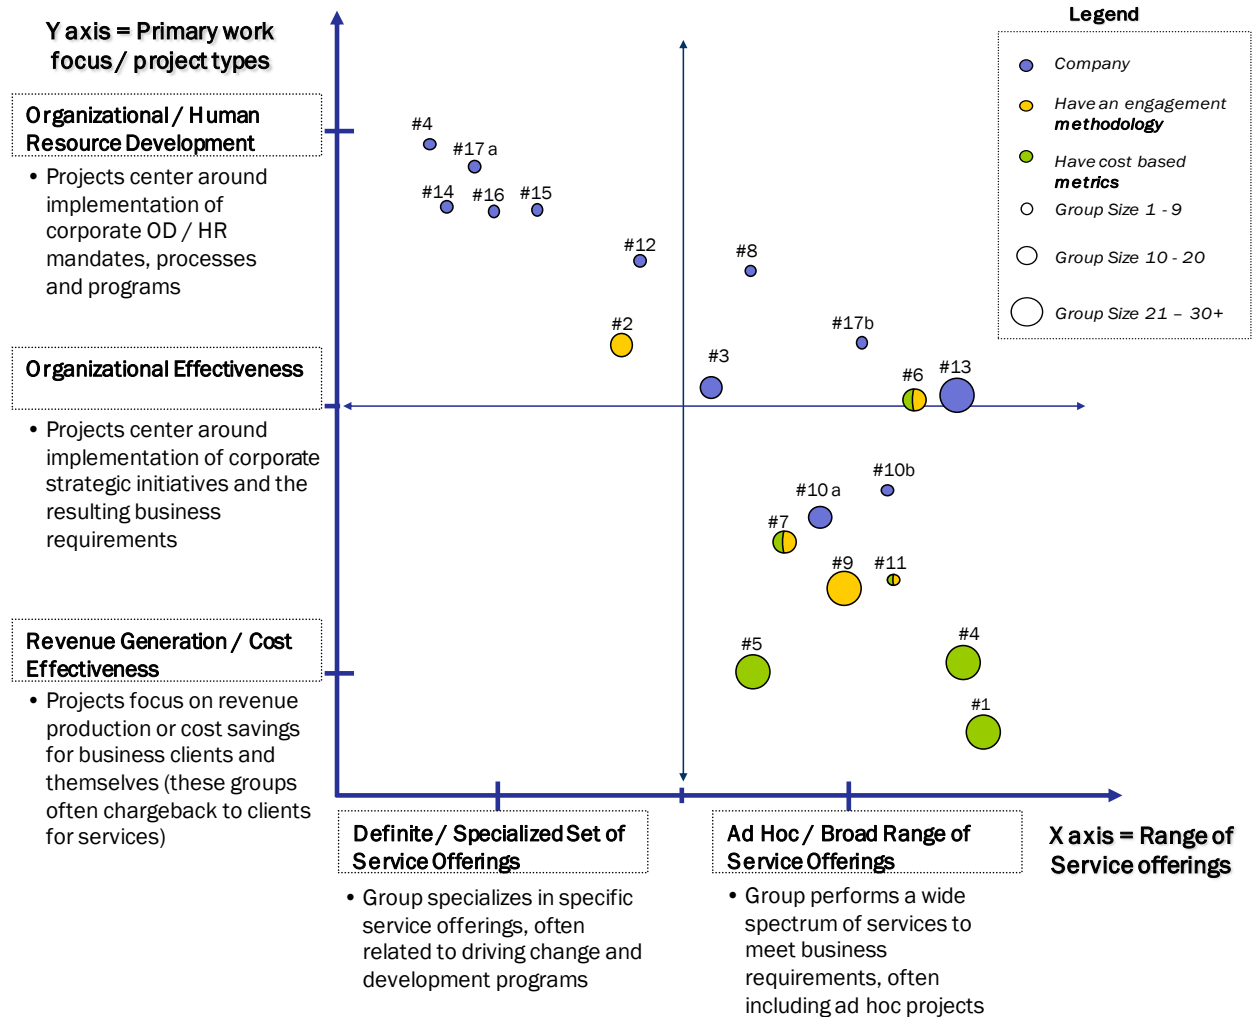 Y axis = Primary work
focus / project types
Organizational / Human
Resource Development
• Projects center around
implementation of
corporate OD / HR
mandates, processes
and programs
Organizational Effectiveness
• Projects center around
implementation of corporate
strategic initiatives and the
resulting business
requirements
Revenue Generation / Cost
Effectiveness
• Projects focus on revenue
production or cost savings
for business clients and
themselves (these groups
often chargeback to clients
for services)
#4
#17a
#14
#16
#15
#12
#8
#2
#17b
#3
#6
#13
#10b
#10a
#7
#9
#11
#5
#4
#1
Legend
Company
Have an engagement
methodology
Have cost based
metrics
Group Size 1 - 9
Group Size 10 - 20
Group Size 21 – 30+
Definite / Specialized Set of
Service Offerings
• Group specializes in specific
service offerings, often
related to driving change and
development programs
Ad Hoc / Broad Range of
Service Offerings
• Group performs a wide
spectrum of services to
meet business
requirements, often
including ad hoc projects
X axis = Range of
Service offerings